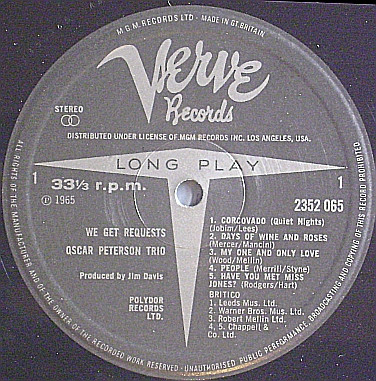 M G M. RECORDS LTD · MADE IN GT. BRITAIN
Verve
Records
STEREO
DISTRIBUTED UNDER LICENSE OF. MGM RECORDS INC. LOS ANGELES, USA.
LONG PLAY
1
33⅓ r.p.m.
1
℗ 1965
2352 065
WE GET REQUESTS
OSCAR PETERSON TRIO
Produced by Jim Davis
POLYDOR
RECORDS
LTD.
1. CORCOVADO (Quiet Nights)
(Jobim/Lees)
2. DAYS OF WINE AND ROSES
(Mercer/Mancini)
3. MY ONE AND ONLY LOVE
(Wood/Mellin)
4. PEOPLE (Merrill/Styne)
5. HAVE YOU MET MISS
JONES? (Rodgers/Hart)
BRITICO
1. Leeds Mus. Ltd.
2. Warner Bros. Mus. Ltd.
3. Robert Mellin Ltd.
4. 5. Chappell &
Co. Ltd.
ALL RIGHTS OF THE MANUFACTURER AND OF THE OWNER OF THE RECORDED WORK RESERVED - UNAUTHORISED PUBLIC PERFORMANCE, BROADCASTING AND COPYING OF THIS RECORD PROHIBITED